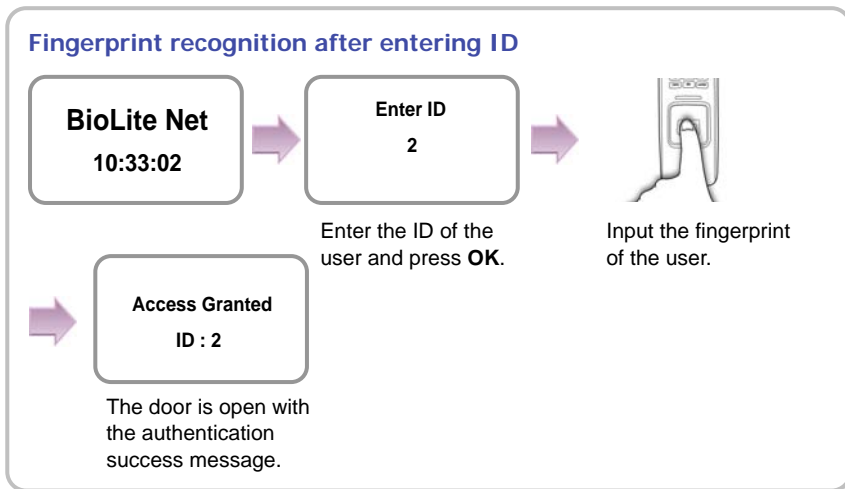 Fingerprint recognition after entering ID
BioLite Net
10:33:02
Enter ID
2
Enter the ID of the
user and press OK.
Input the fingerprint
of the user.
Access Granted
ID : 2
The door is open with
the authentication
success message.